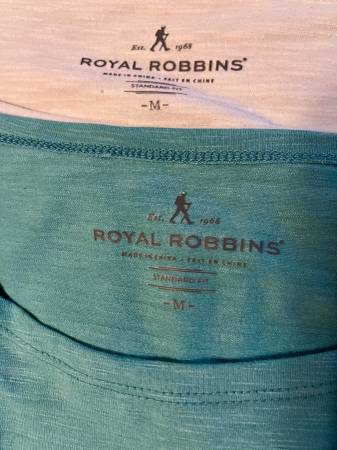 Est. 1968
ROYAL ROBBINS®
MADE IN CHINA - FAIT EN CHINE
STANDARD FIT
- M -
Est. 1968
ROYAL ROBBINS®
MADE IN CHINA - FAIT EN CHINE
STANDARD FIT
- M -